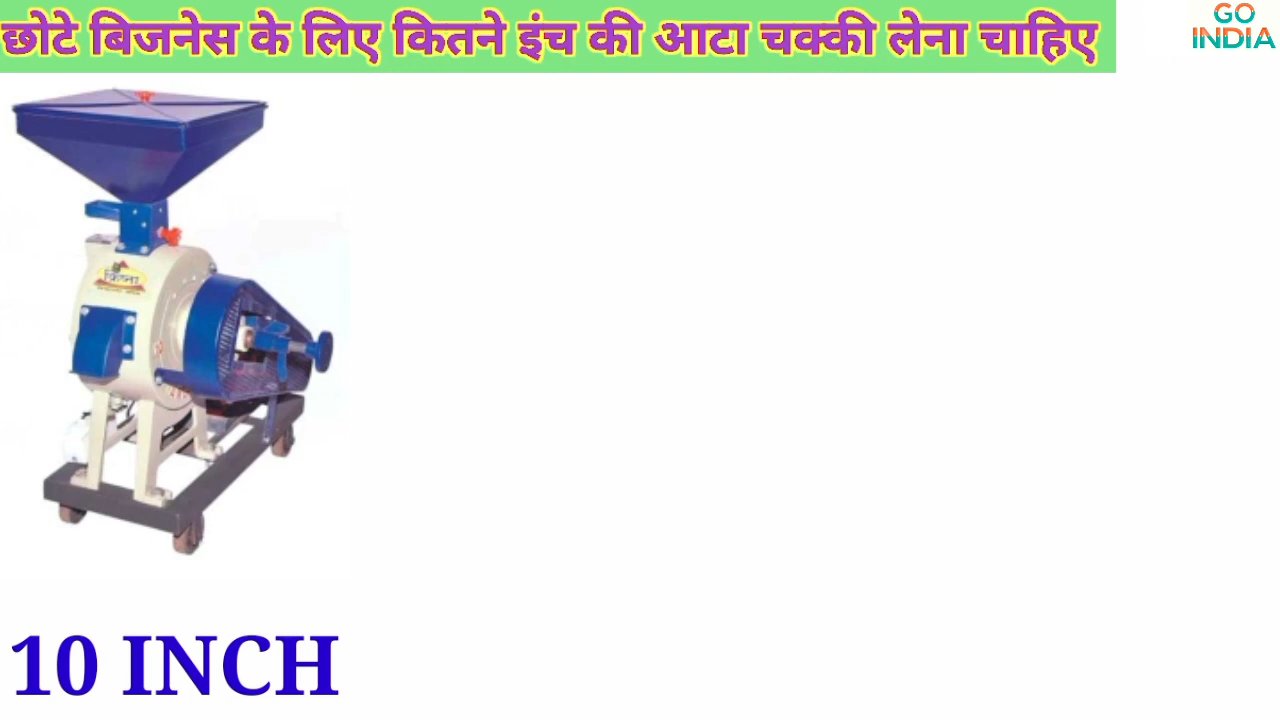 छोटे बिजनेस के लिए कितने इंच की आटा चक्की लेना चाहिए
GO
INDIA
10 INCH